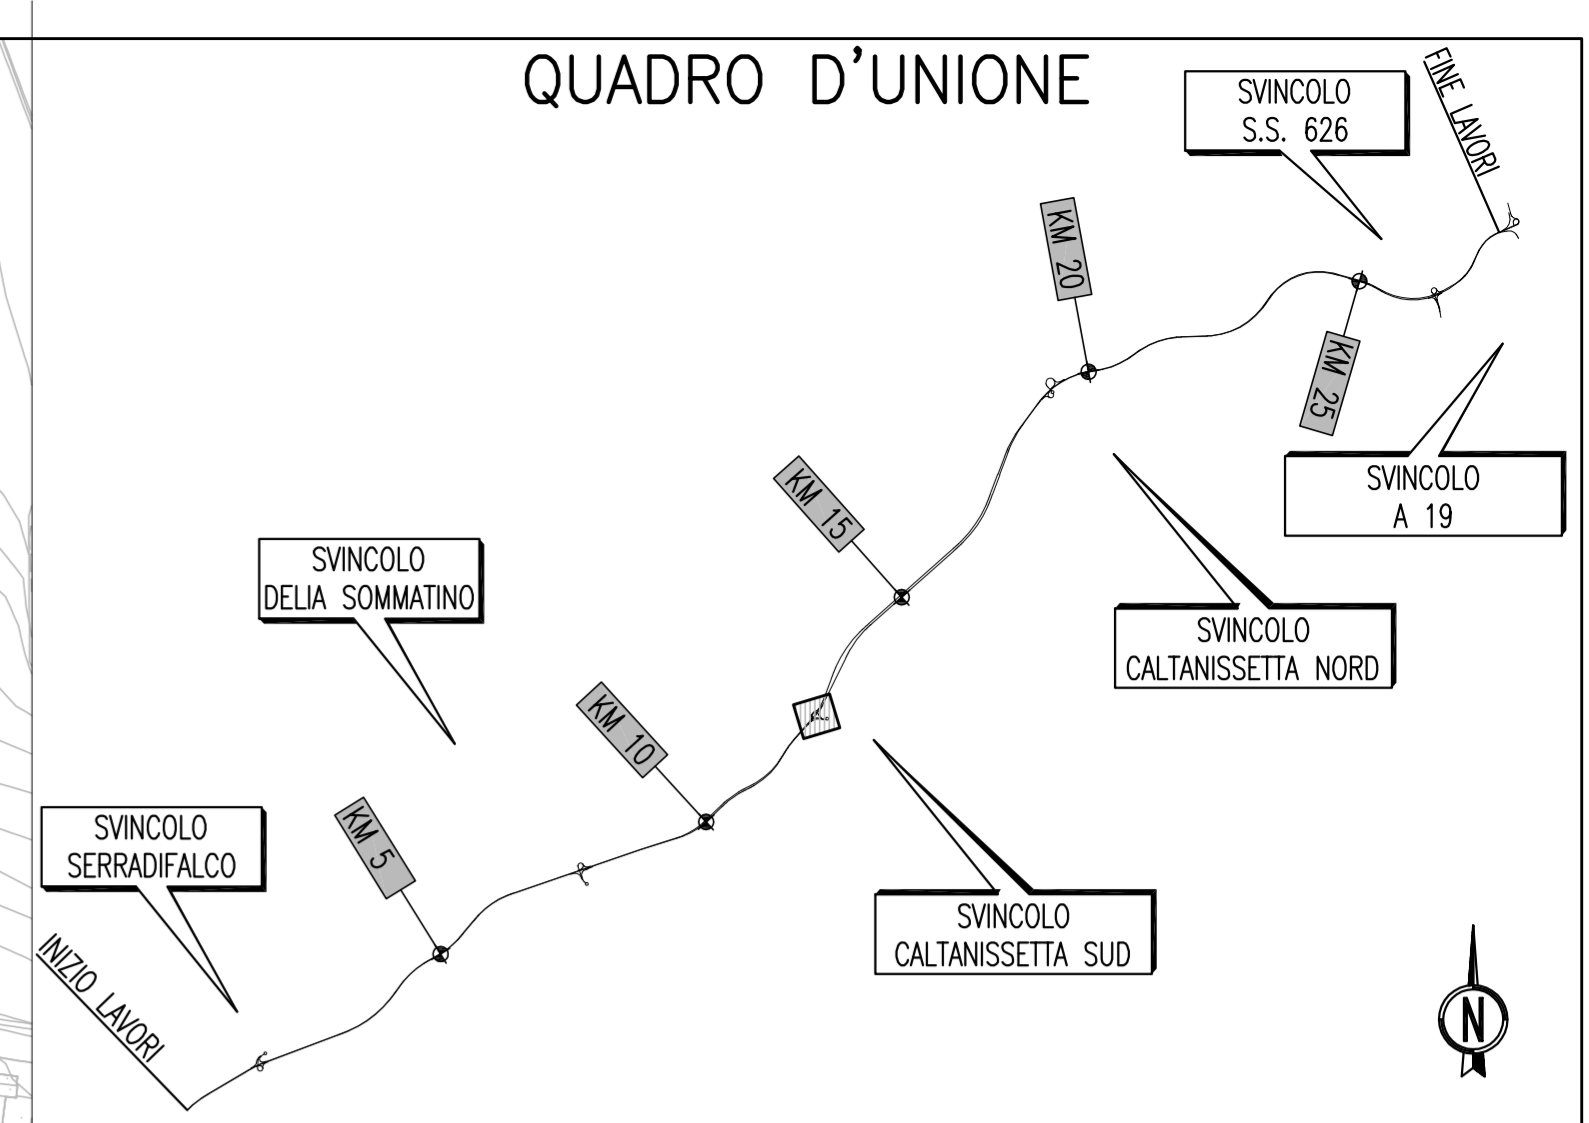 QUADRO D'UNIONE
SVINCOLO
S.S. 626
FINE LAVORI
KM 20
KM 25
SVINCOLO
A 19
KM 15
SVINCOLO
DELIA SOMMATINO
SVINCOLO
CALTANISSETTA NORD
KM 10
KM 5
SVINCOLO
SERRADIFALCO
SVINCOLO
CALTANISSETTA SUD
INIZIO LAVORI
N